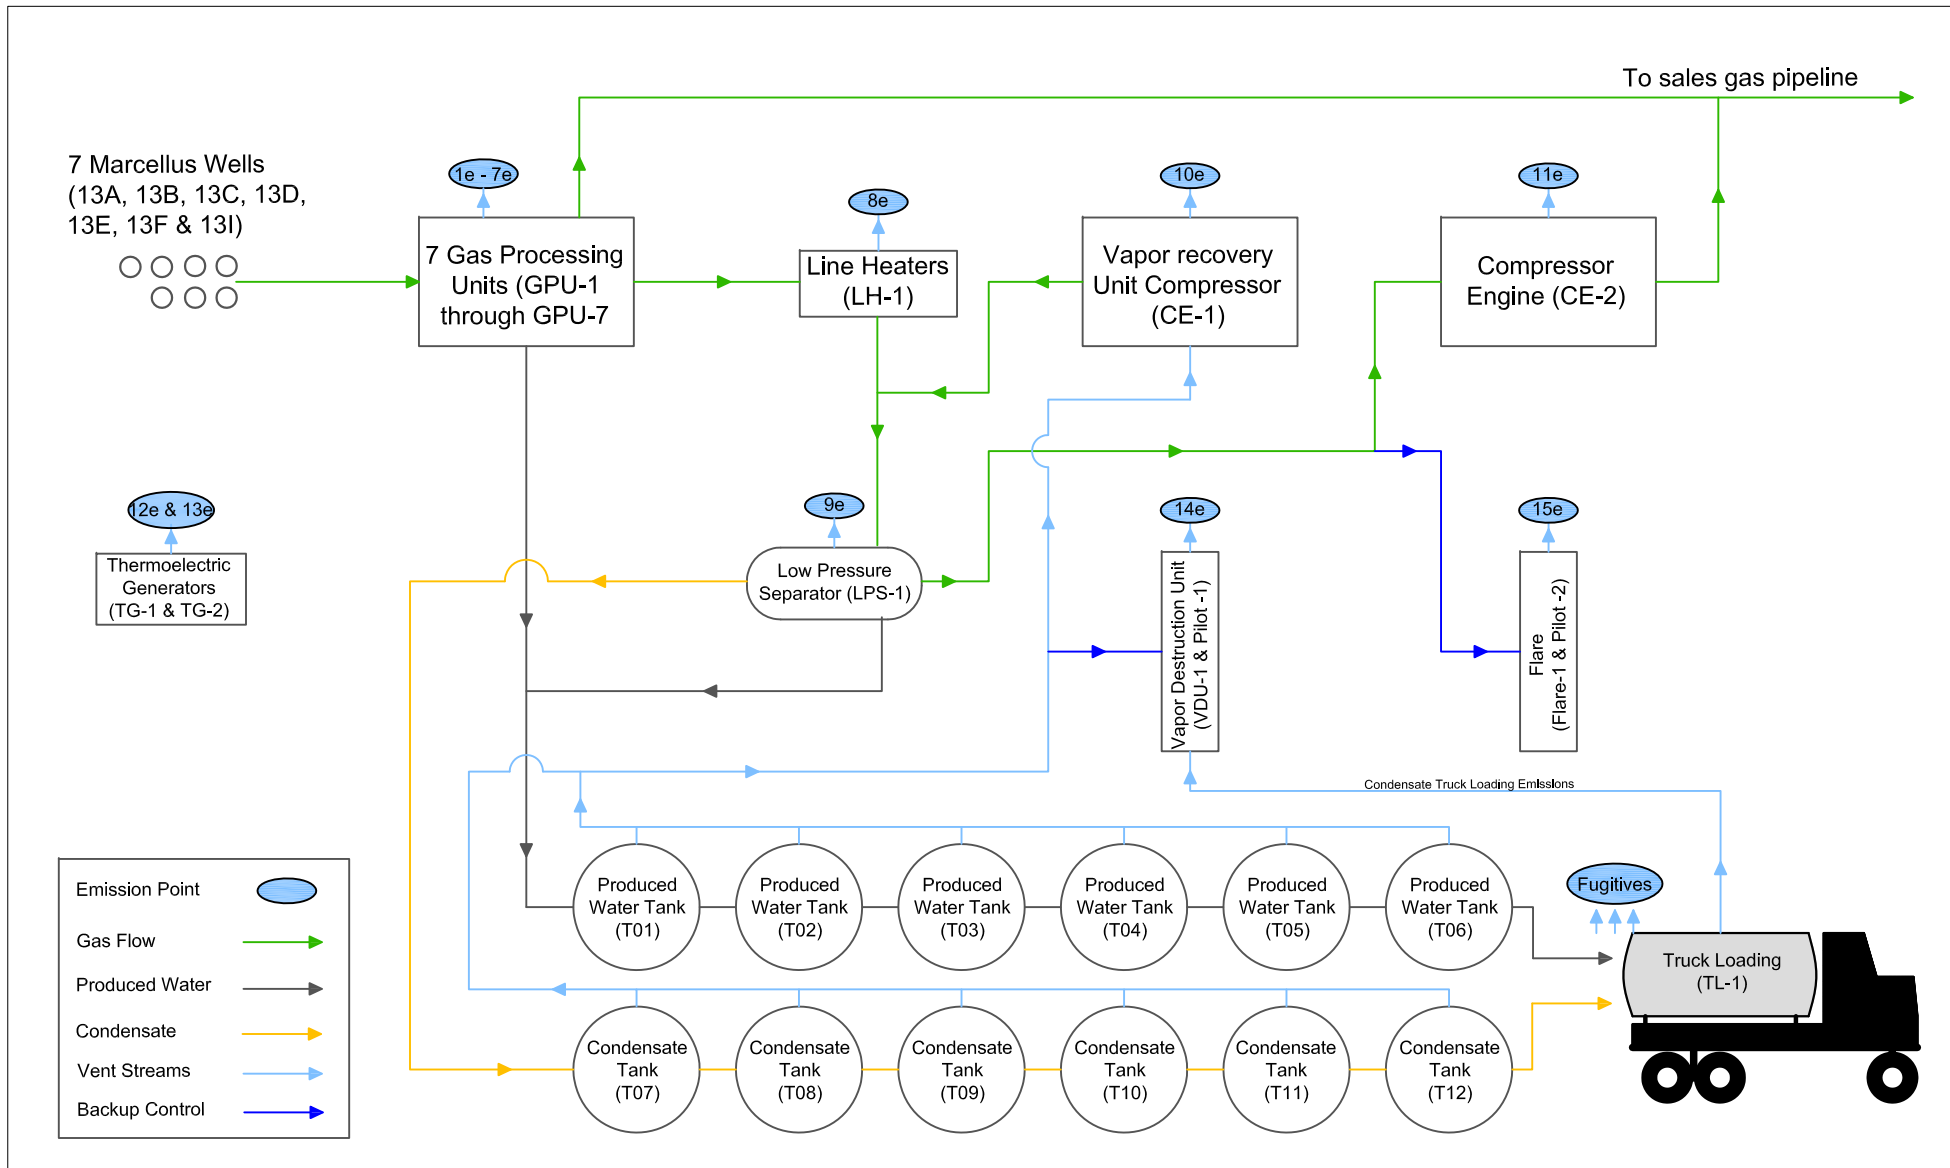 To sales gas pipeline
7 Marcellus Wells
(13A, 13B, 13C, 13D,
13E, 13F & 13I)
1e - 7e
8e
10e
11e
7 Gas Processing
Units (GPU-1
through GPU-7
Line Heaters
(LH-1)
Vapor recovery
Unit Compressor
(CE-1)
Compressor
Engine (CE-2)
12e & 13e
9e
14e
15e
Thermoelectric
Generators
(TG-1 & TG-2)
Low Pressure
Separator (LPS-1)
Vapor Destruction Unit
(VDU-1 & Pilot -1)
Flare
(Flare-1 & Pilot -2)
Condensate Truck Loading Emissions
Produced
Water Tank
(T01)
Produced
Water Tank
(T02)
Produced
Water Tank
(T03)
Produced
Water Tank
(T04)
Produced
Water Tank
(T05)
Produced
Water Tank
(T06)
Fugitives
Truck Loading
(TL-1)
Condensate
Tank
(T07)
Condensate
Tank
(T08)
Condensate
Tank
(T09)
Condensate
Tank
(T10)
Condensate
Tank
(T11)
Condensate
Tank
(T12)
Emission Point
Gas Flow
Produced Water
Condensate
Vent Streams
Backup Control